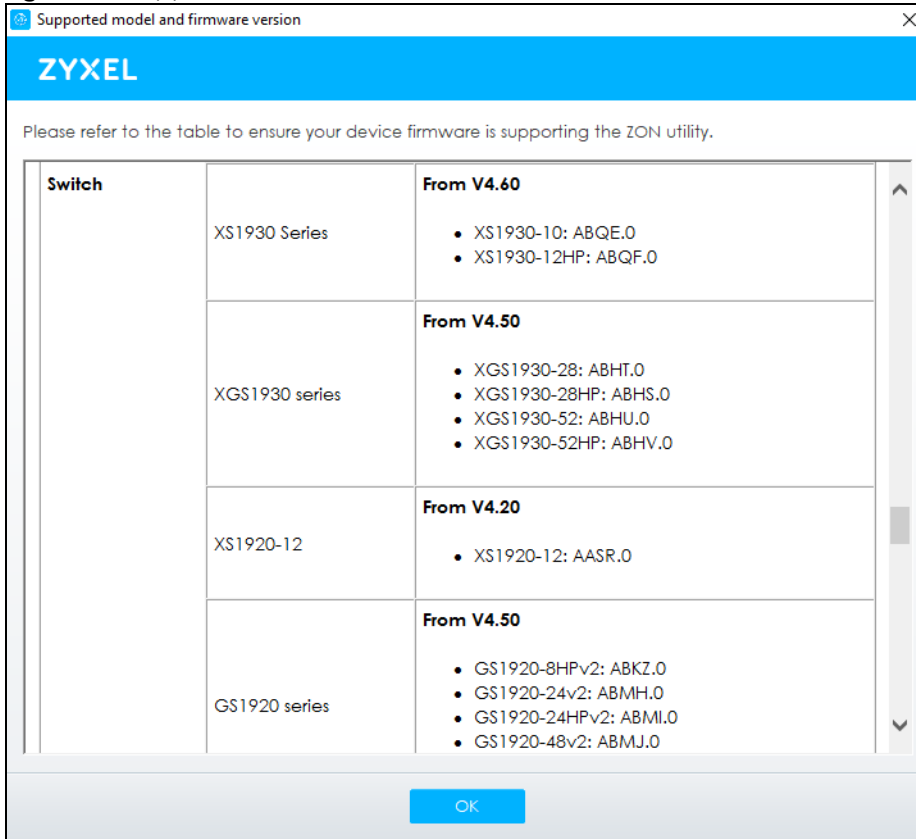 Supported model and firmware version
ZYXEL
Please refer to the table to ensure your device firmware is supporting the ZON utility.
Switch
XS1930 Series
From V4.60
• XS1930-10: ABQE.0
• XS1930-12HP: ABQF.0
XGS1930 series
From V4.50
• XGS1930-28: ABHT.0
• XGS1930-28HP: ABHS.0
• XGS1930-52: ABHU.0
• XGS1930-52HP: ABHV.0
XS1920-12
From V4.20
• XS1920-12: AASR.0
GS1920 series
From V4.50
• GS1920-8HPv2: ABKZ.0
• GS1920-24v2: ABMH.0
• GS1920-24HPv2: ABMI.0
• GS1920-48v2: ABMJ.0
OK